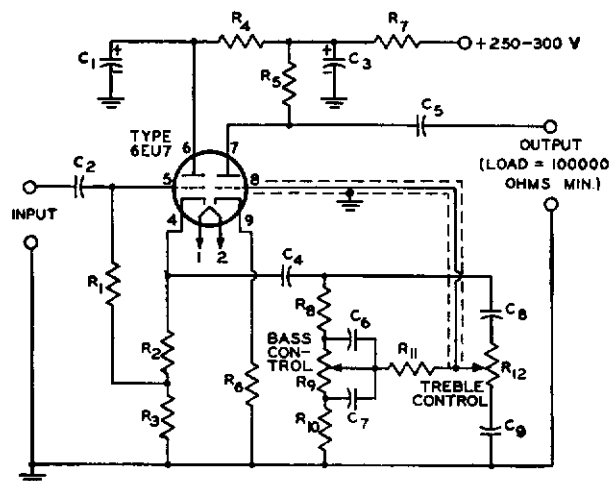 R4
R7
+250-300 V
C1
+
-
R5
+
-
C3
C5
TYPE
6EU7
6
7
OUTPUT
(LOAD = 100000
OHMS MIN.)
C2
5
8
INPUT
4
9
1
2
C4
R1
R8
C6
C8
BASS
CON-
TROL
R11
R2
R9
R12
TREBLE
CONTROL
R6
C7
R3
R10
C9